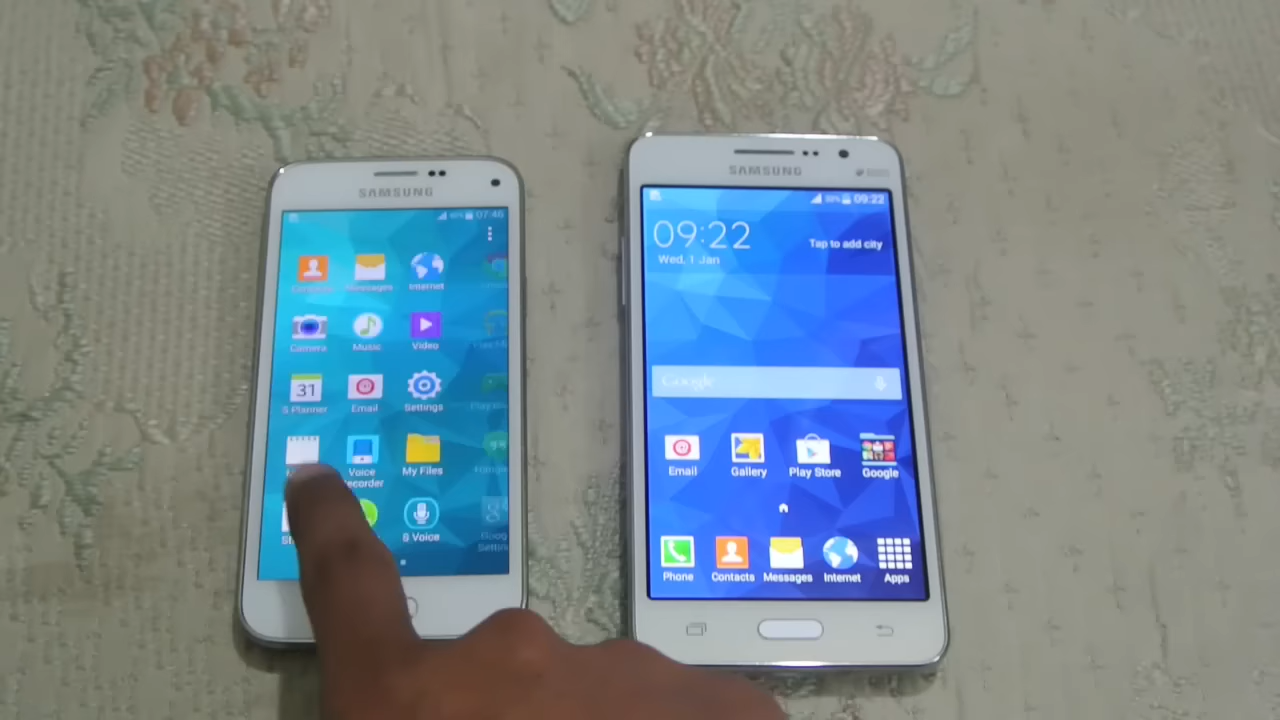 SAMSUNG
07:46
Messages
Internet
Camera
Music
Video
31
S Planner
Email
Settings
Voice
My Files
S Voice
SAMSUNG
09:22
09:22
Tap to add city
Wed, 1 Jan
Google
Email
Gallery
Play Store
Google
Phone
Contacts
Messages
Internet
Apps